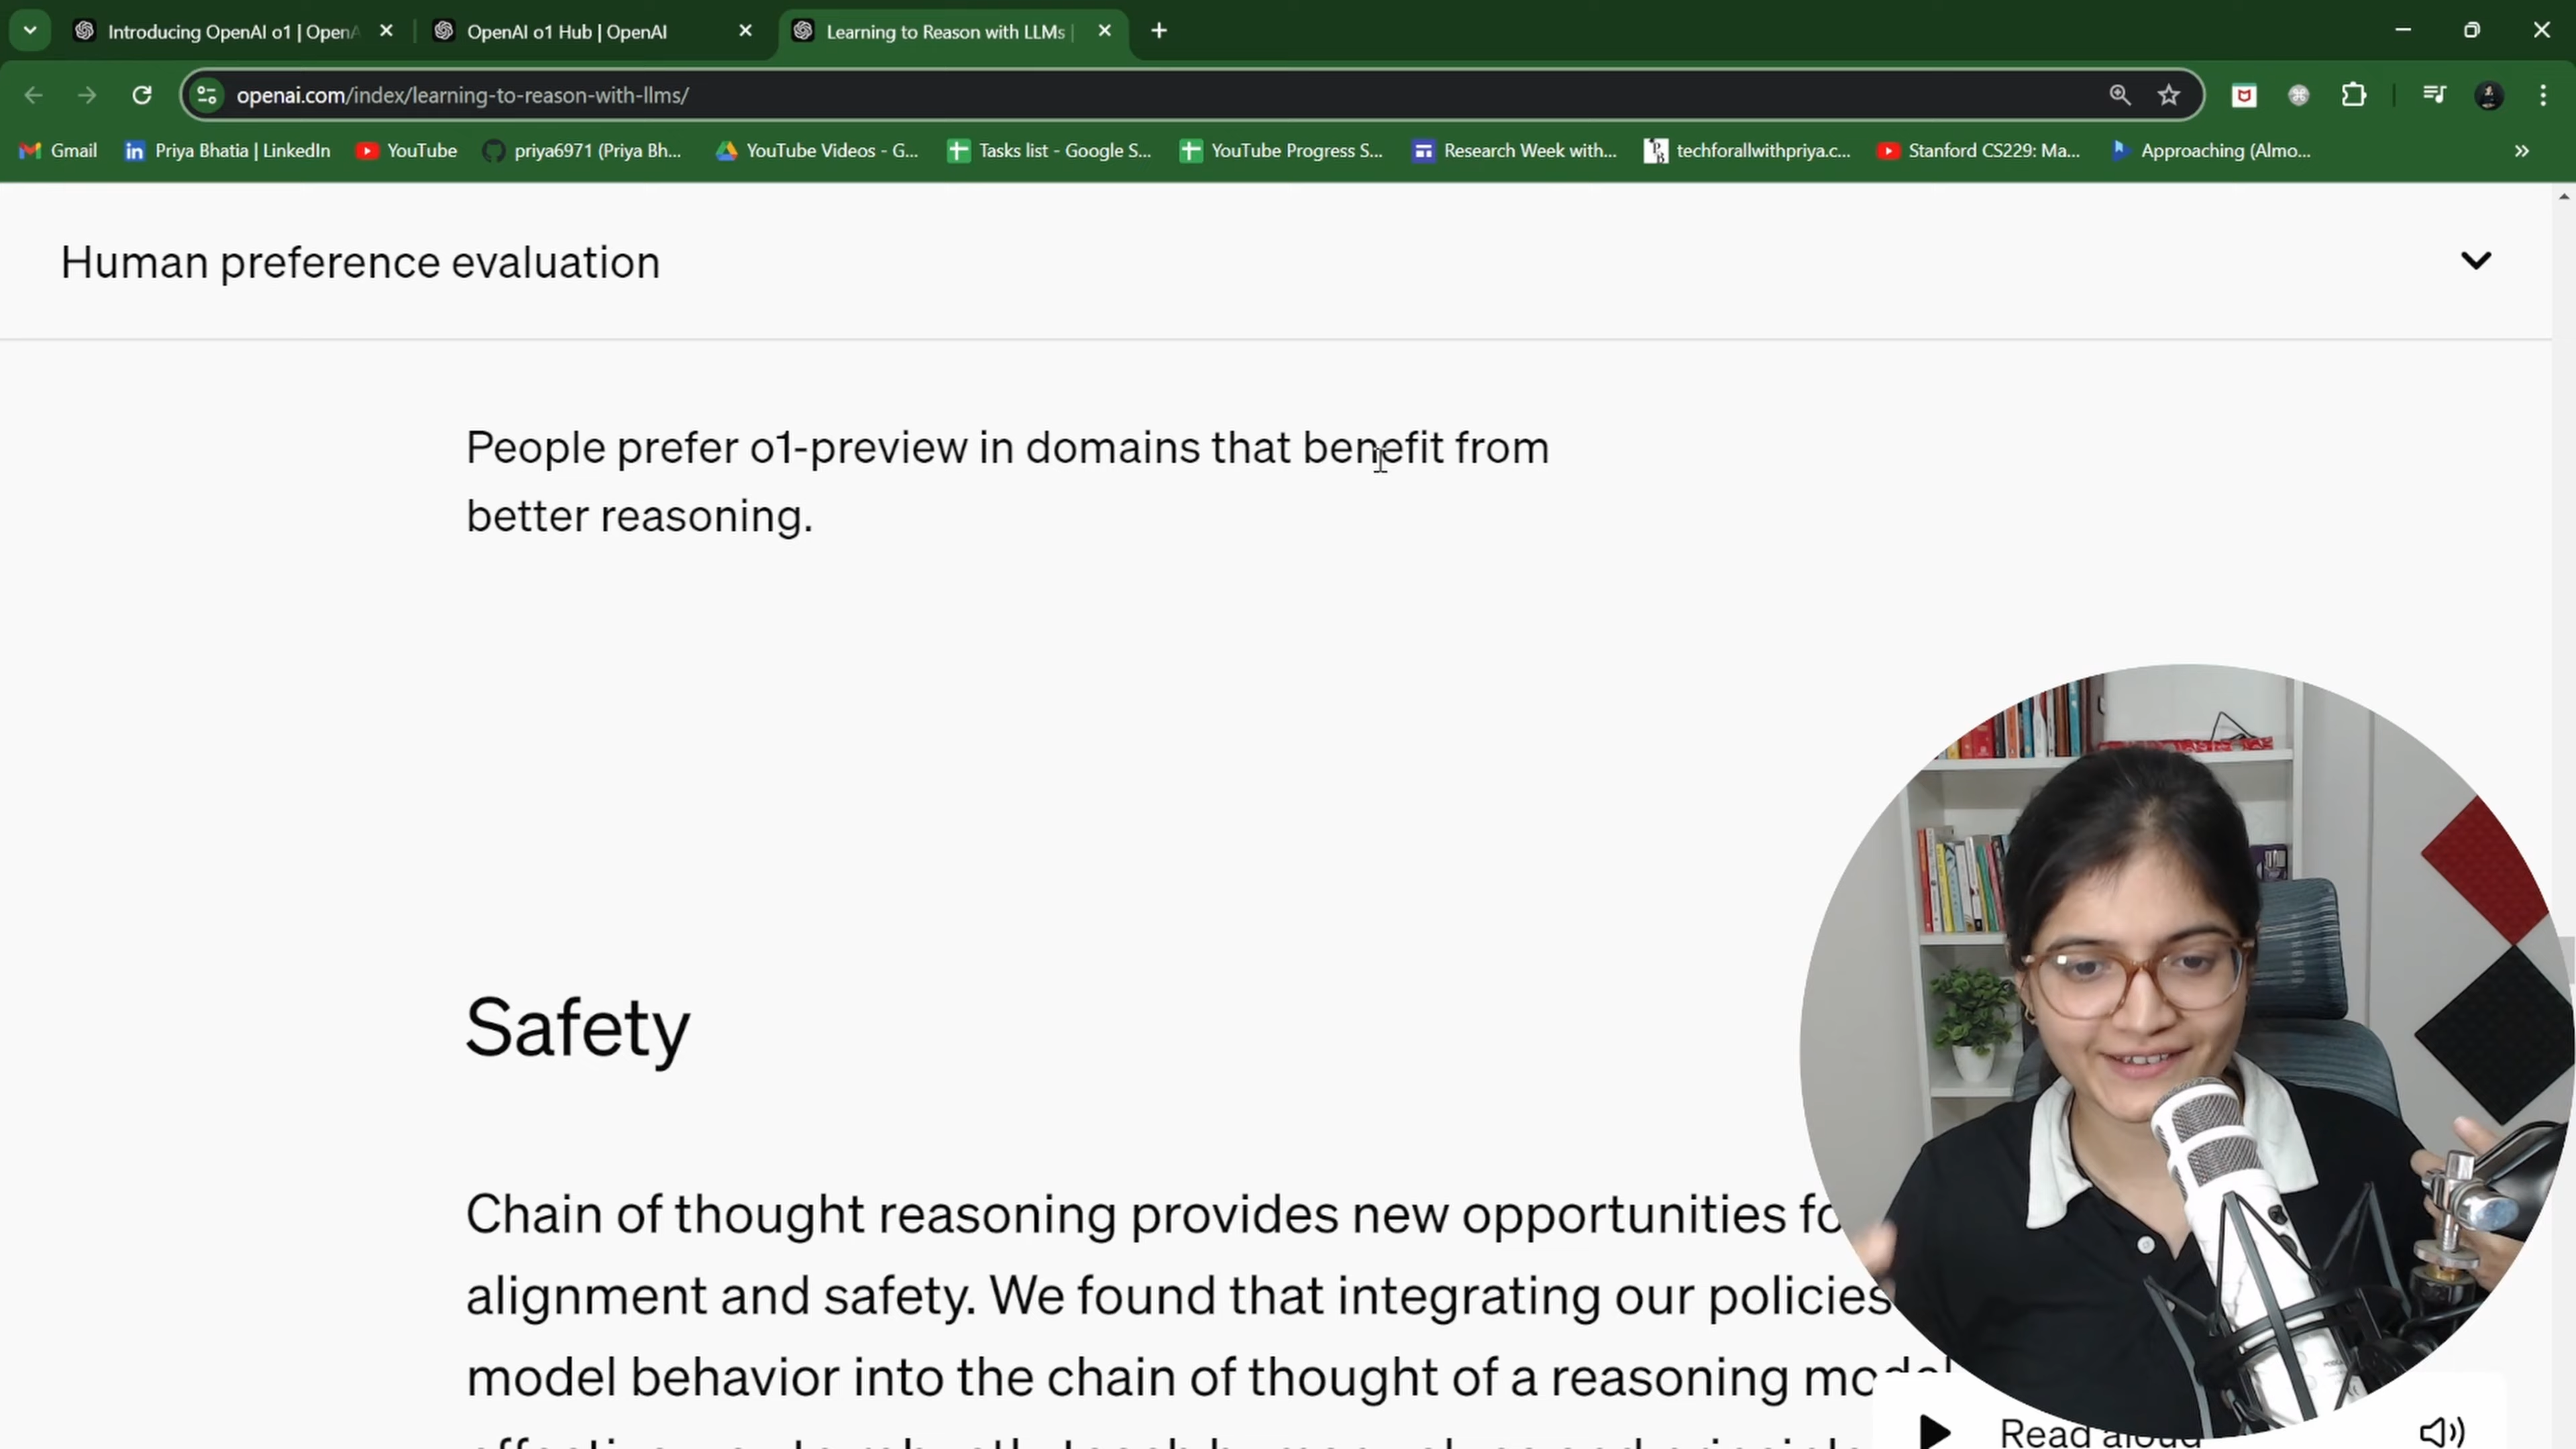 Introducing OpenAI o1 | OpenA
OpenAI o1 Hub | OpenAI
Learning to Reason with LLMs |
openai.com/index/learning-to-reason-with-llms/
Gmail
Priya Bhatia | LinkedIn
YouTube
priya6971 (Priya Bh...
YouTube Videos - G...
Tasks list - Google S...
YouTube Progress S...
Research Week with...
techforallwithpriya.c...
Stanford CS229: Ma...
Approaching (Almo...
Human preference evaluation
People prefer o1-preview in domains that benefit from
better reasoning.
Safety
Chain of thought reasoning provides new opportunities
alignment and safety. We found that integrating our policies
model behavior into the chain of thought of a reasoning model
Read aloud